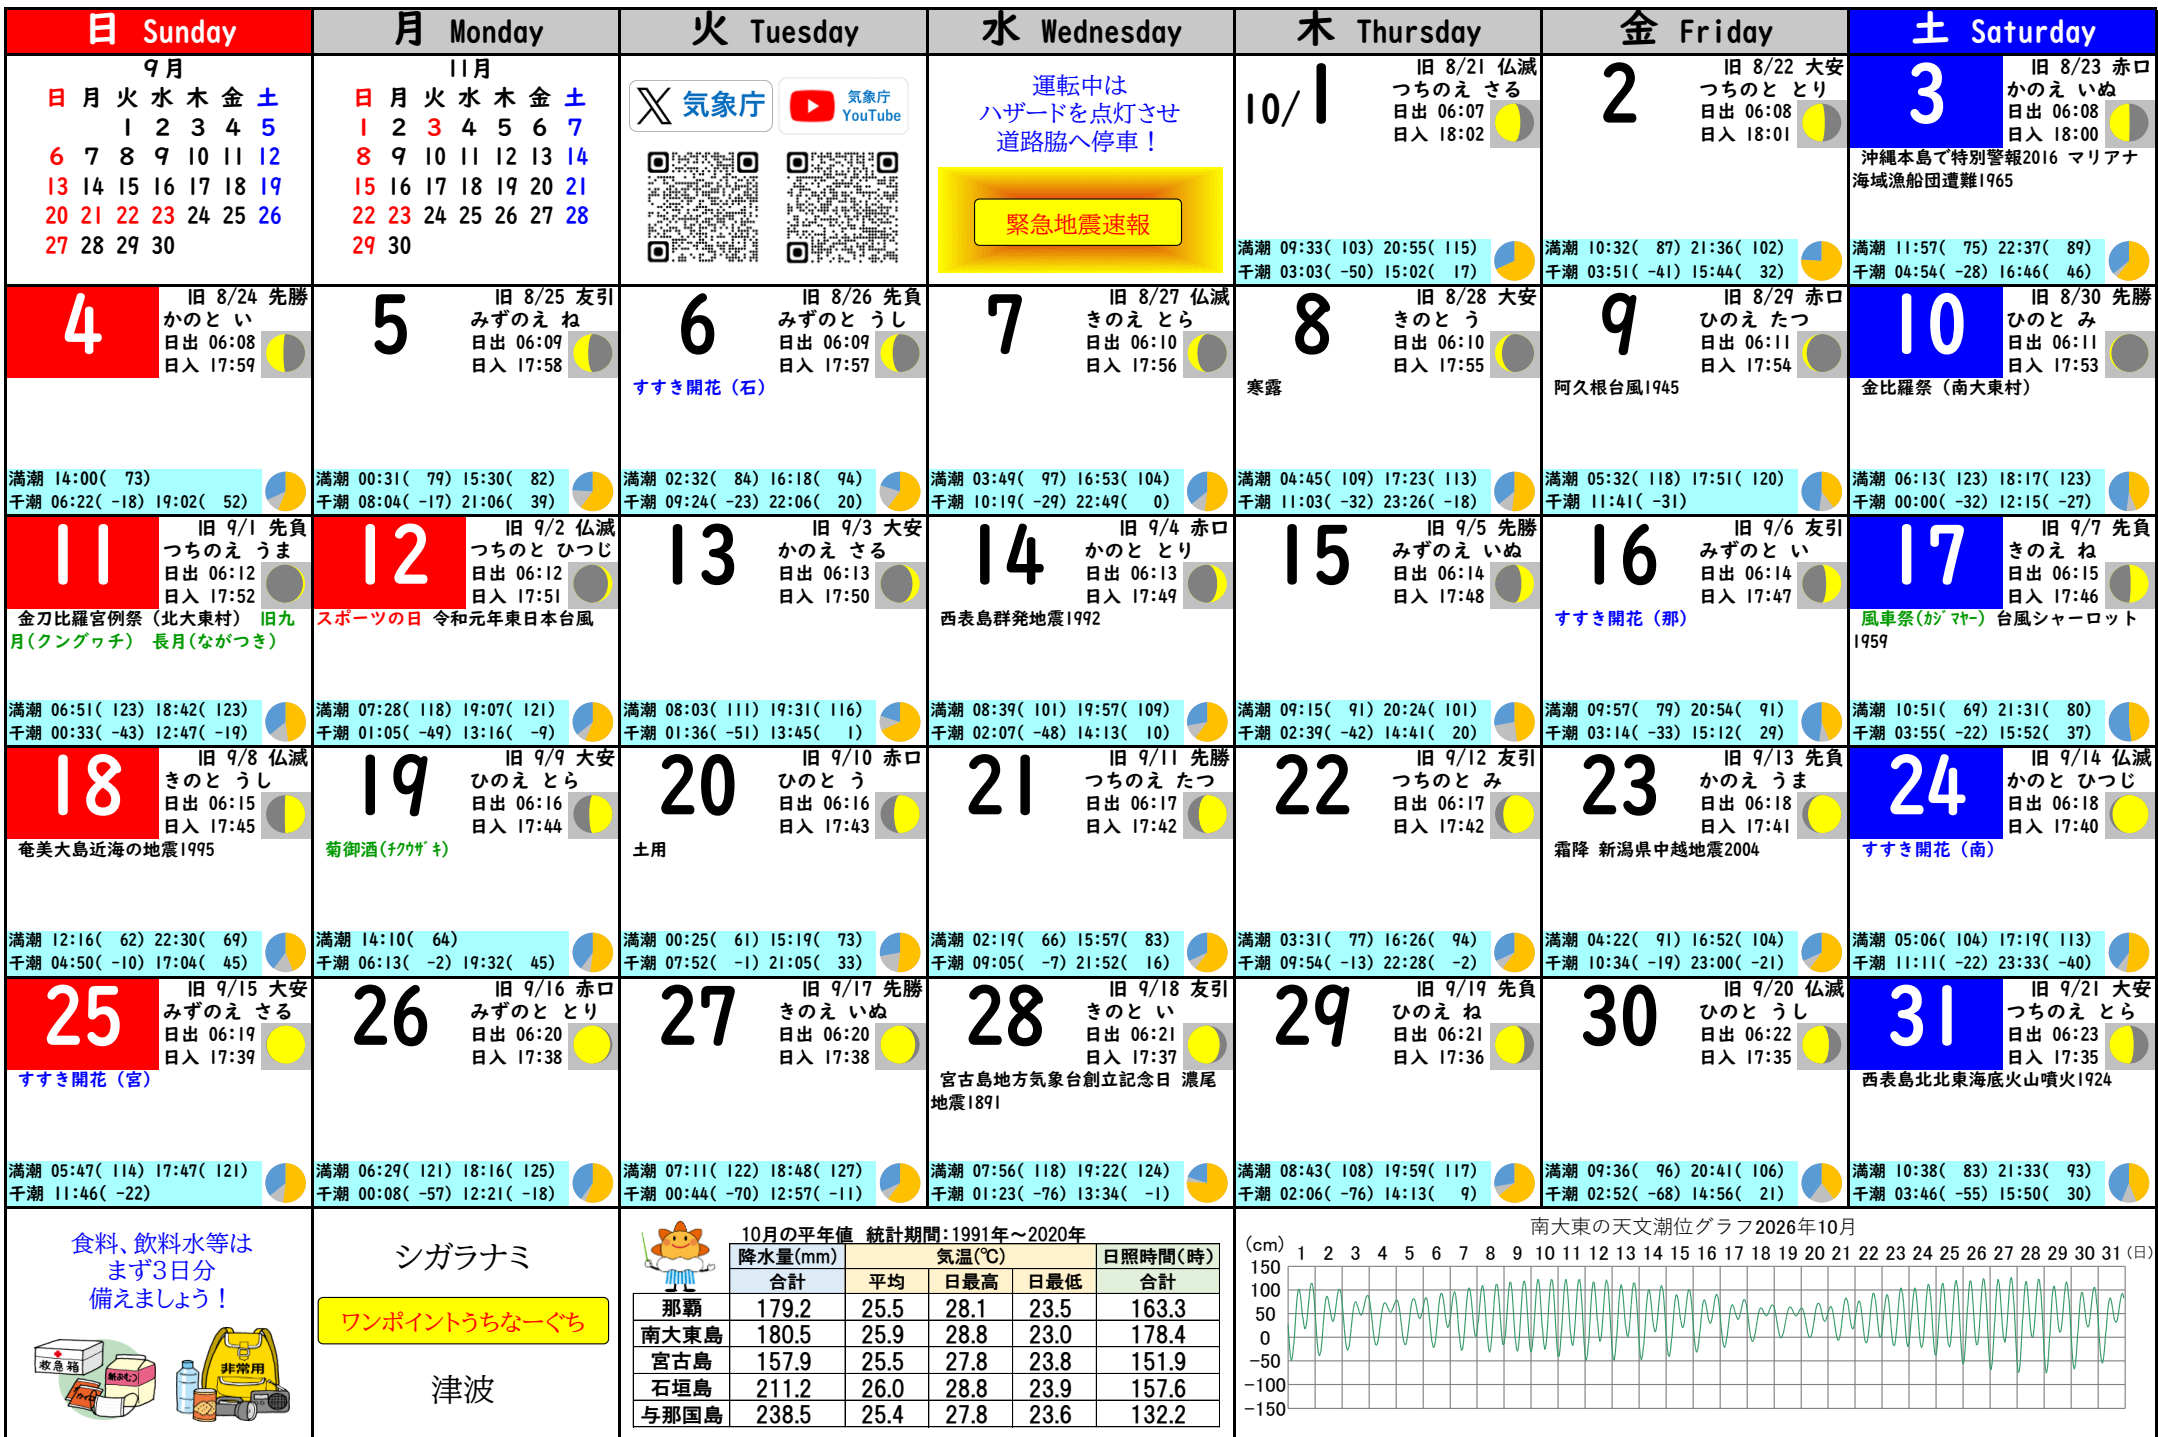 日 Sunday 月 Monday 火 Tuesday 水 Wednesday 木 Thursday 金 Friday 土 Saturday
9月
日 月 火 水 木 金 土
1 2 3 4 5
6 7 8 9 10 11 12
13 14 15 16 17 18 19
20 21 22 23 24 25 26
27 28 29 30
11月
日 月 火 水 木 金 土
1 2 3 4 5 6 7
8 9 10 11 12 13 14
15 16 17 18 19 20 21
22 23 24 25 26 27 28
29 30
X 気象庁
気象庁
YouTube
運転中は
ハザードを点灯させ
道路脇へ停車！
緊急地震速報
10/1
旧 8/21 仏滅
つちのえ さる
日出 06:07
日入 18:02
満潮 09:33( 103) 20:55( 115)
干潮 03:03( -50) 15:02( 17)
2
旧 8/22 大安
つちのと とり
日出 06:08
日入 18:01
満潮 10:32( 87) 21:36( 102)
干潮 03:51( -41) 15:44( 32)
3
旧 8/23 赤口
かのえ いぬ
日出 06:08
日入 18:00
沖縄本島で特別警報2016 マリアナ
海域漁船団遭難1965
満潮 11:57( 75) 22:37( 89)
干潮 04:54( -28) 16:46( 46)
4
旧 8/24 先勝
かのと い
日出 06:08
日入 17:59
満潮 14:00( 73)
干潮 06:22( -18) 19:02( 52)
5
旧 8/25 友引
みずのえ ね
日出 06:09
日入 17:58
満潮 00:31( 79) 15:30( 82)
干潮 08:04( -17) 21:06( 39)
6
旧 8/26 先負
みずのと うし
日出 06:09
日入 17:57
すすき開花（石）
満潮 02:32( 84) 16:18( 94)
干潮 09:24( -23) 22:06( 20)
7
旧 8/27 仏滅
きのえ とら
日出 06:10
日入 17:56
満潮 03:49( 97) 16:53( 104)
干潮 10:19( -29) 22:49( 0)
8
旧 8/28 大安
きのと う
日出 06:10
日入 17:55
寒露
満潮 04:45( 109) 17:23( 113)
干潮 11:03( -32) 23:26( -18)
9
旧 8/29 赤口
ひのえ たつ
日出 06:11
日入 17:54
阿久根台風1945
満潮 05:32( 118) 17:51( 120)
干潮 11:41( -31)
10
旧 8/30 先勝
ひのと み
日出 06:11
日入 17:53
金比羅祭（南大東村）
満潮 06:13( 123) 18:17( 123)
干潮 00:00( -32) 12:15( -27)
11
旧 9/1 先負
つちのえ うま
日出 06:12
日入 17:52
金刀比羅宮例祭（北大東村） 旧九
月(クングヮチ) 長月(ながつき)
満潮 06:51( 123) 18:42( 123)
干潮 00:33( -43) 12:47( -19)
12
旧 9/2 仏滅
つちのと ひつじ
日出 06:12
日入 17:51
スポーツの日 令和元年東日本台風
満潮 07:28( 118) 19:07( 121)
干潮 01:05( -49) 13:16( -9)
13
旧 9/3 大安
かのえ さる
日出 06:13
日入 17:50
満潮 08:03( 111) 19:31( 116)
干潮 01:36( -51) 13:45( 1)
14
旧 9/4 赤口
かのと とり
日出 06:13
日入 17:49
西表島群発地震1992
満潮 08:39( 101) 19:57( 109)
干潮 02:07( -48) 14:13( 10)
15
旧 9/5 先勝
みずのえ いぬ
日出 06:14
日入 17:48
満潮 09:15( 91) 20:24( 101)
干潮 02:39( -42) 14:41( 20)
16
旧 9/6 友引
みずのと い
日出 06:14
日入 17:47
すすき開花（那）
満潮 09:57( 79) 20:54( 91)
干潮 03:14( -33) 15:12( 29)
17
旧 9/7 先負
きのえ ね
日出 06:15
日入 17:46
風車祭(ｶｼﾞﾏﾔｰ) 台風シャーロット
1959
満潮 10:51( 69) 21:31( 80)
干潮 03:55( -22) 15:52( 37)
18
旧 9/8 仏滅
きのと うし
日出 06:15
日入 17:45
奄美大島近海の地震1995
満潮 12:16( 62) 22:30( 69)
干潮 04:50( -10) 17:04( 45)
19
旧 9/9 大安
ひのえ とら
日出 06:16
日入 17:44
菊御酒(ﾁｸｳｻﾞｷ)
満潮 14:10( 64)
干潮 06:13( -2) 19:32( 45)
20
旧 9/10 赤口
ひのと う
日出 06:16
日入 17:43
土用
満潮 00:25( 61) 15:19( 73)
干潮 07:52( -1) 21:05( 33)
21
旧 9/11 先勝
つちのえ たつ
日出 06:17
日入 17:42
満潮 02:19( 66) 15:57( 83)
干潮 09:05( -7) 21:52( 16)
22
旧 9/12 友引
つちのと み
日出 06:17
日入 17:42
満潮 03:31( 77) 16:26( 94)
干潮 09:54( -13) 22:28( -2)
23
旧 9/13 先負
かのえ うま
日出 06:18
日入 17:41
霜降 新潟県中越地震2004
満潮 04:22( 91) 16:52( 104)
干潮 10:34( -19) 23:00( -21)
24
旧 9/14 仏滅
かのと ひつじ
日出 06:18
日入 17:40
すすき開花（南）
満潮 05:06( 104) 17:19( 113)
干潮 11:11( -22) 23:33( -40)
25
旧 9/15 大安
みずのえ さる
日出 06:19
日入 17:39
すすき開花（宮）
満潮 05:47( 114) 17:47( 121)
干潮 11:46( -22)
26
旧 9/16 赤口
みずのと とり
日出 06:20
日入 17:38
満潮 06:29( 121) 18:16( 125)
干潮 00:08( -57) 12:21( -18)
27
旧 9/17 先勝
きのえ いぬ
日出 06:20
日入 17:38
満潮 07:11( 122) 18:48( 127)
干潮 00:44( -70) 12:57( -11)
28
旧 9/18 友引
きのと い
日出 06:21
日入 17:37
宮古島地方気象台創立記念日 濃尾
地震1891
満潮 07:56( 118) 19:22( 124)
干潮 01:23( -76) 13:34( -1)
29
旧 9/19 先負
ひのえ ね
日出 06:21
日入 17:36
満潮 08:43( 108) 19:59( 117)
干潮 02:06( -76) 14:13( 9)
30
旧 9/20 仏滅
ひのと うし
日出 06:22
日入 17:35
満潮 09:36( 96) 20:41( 106)
干潮 02:52( -68) 14:56( 21)
31
旧 9/21 大安
つちのえ とら
日出 06:23
日入 17:35
西表島北北東海底火山噴火1924
満潮 10:38( 83) 21:33( 93)
干潮 03:46( -55) 15:50( 30)
食料、飲料水等は
まず3日分
備えましょう！
救急箱
紙おむつ
カイロ
非常用
シガラナミ
ワンポイントうちなーぐち
津波
10月の平年値 統計期間：1991年～2020年
降水量(mm) 気温(℃) 日照時間(時)
合計 平均 日最高 日最低 合計
那覇 179.2 25.5 28.1 23.5 163.3
南大東島 180.5 25.9 28.8 23.0 178.4
宮古島 157.9 25.5 27.8 23.8 151.9
石垣島 211.2 26.0 28.8 23.9 157.6
与那国島 238.5 25.4 27.8 23.6 132.2
南大東の天文潮位グラフ2026年10月
(cm) 1 2 3 4 5 6 7 8 9 10 11 12 13 14 15 16 17 18 19 20 21 22 23 24 25 26 27 28 29 30 31 (日)
150
100
50
0
-50
-100
-150